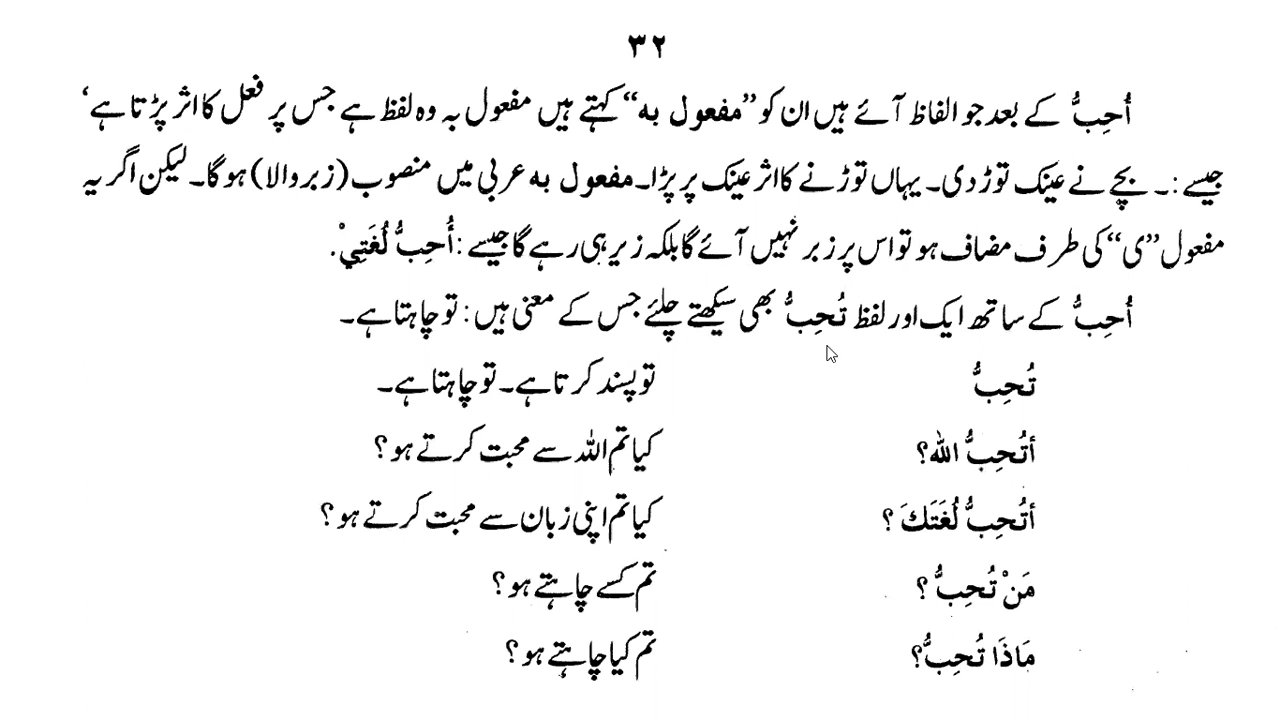 ۳۲
أُحِبُّ کے بعد جو الفاظ آئے ہیں ان کو ”مفعول به“ کہتے ہیں مفعول بہ وہ لفظ ہے جس پر فعل کا اثر پڑتا ہے‘
جیسے :۔ بچے نے عینک توڑ دی۔ یہاں توڑنے کا اثر عینک پر پڑا۔ مفعول به عربی میں منصوب (زبر والا) ہوگا۔ لیکن اگر یہ
مفعول ”ی“ کی طرف مضاف ہو تو اس پر زبر نہیں آئے گا بلکہ زیر ہی رہے گا جیسے : أُحِبُّ لُغَتِيْ.
أُحِبُّ کے ساتھ ایک اور لفظ تُحِبُّ بھی سیکھتے چلئے جس کے معنی ہیں : تو چاہتا ہے۔
تُحِبُّ تو پسند کرتا ہے۔ تو چاہتا ہے۔
أتُحِبُّ الله؟ کیا تم اللہ سے محبت کرتے ہو ؟
أتُحِبُّ لُغَتَكَ ؟ کیا تم اپنی زبان سے محبت کرتے ہو ؟
مَنْ تُحِبُّ ؟ تم کسے چاہتے ہو ؟
مَاذَا تُحِبُّ؟ تم کیا چاہتے ہو ؟